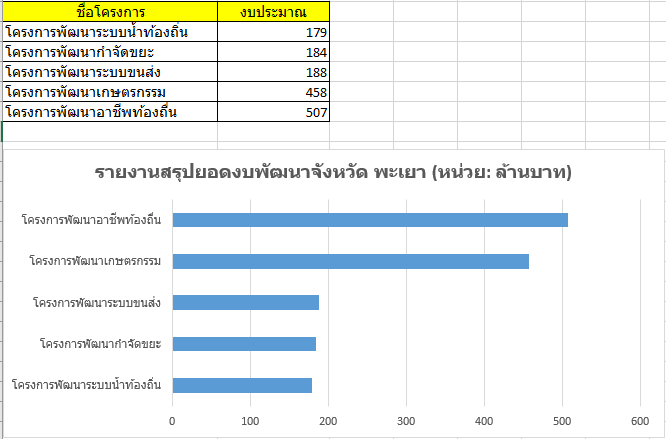 ชื่อโครงการ งบประมาณ
โครงการพัฒนาระบบน้ำท้องถิ่น 179
โครงการพัฒนากำจัดขยะ 184
โครงการพัฒนาระบบขนส่ง 188
โครงการพัฒนาเกษตรกรรม 458
โครงการพัฒนาอาชีพท้องถิ่น 507
รายงานสรุปยอดงบพัฒนาจังหวัด พะเยา (หน่วย: ล้านบาท)
โครงการพัฒนาอาชีพท้องถิ่น
โครงการพัฒนาเกษตรกรรม
โครงการพัฒนาระบบขนส่ง
โครงการพัฒนากำจัดขยะ
โครงการพัฒนาระบบน้ำท้องถิ่น
0 100 200 300 400 500 600